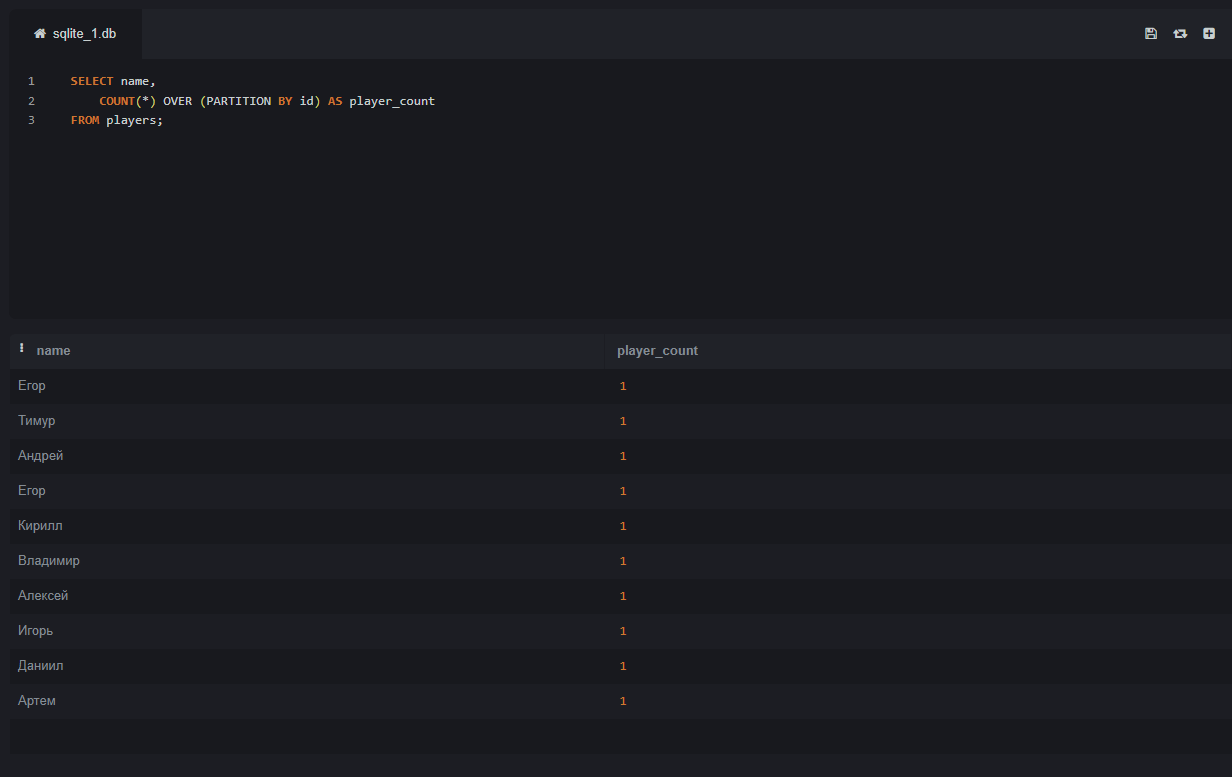 sqlite_1.db
1 SELECT name,
2 COUNT(*) OVER (PARTITION BY id) AS player_count
3 FROM players;
name player_count
Егор 1
Тимур 1
Андрей 1
Егор 1
Кирилл 1
Владимир 1
Алексей 1
Игорь 1
Даниил 1
Артем 1